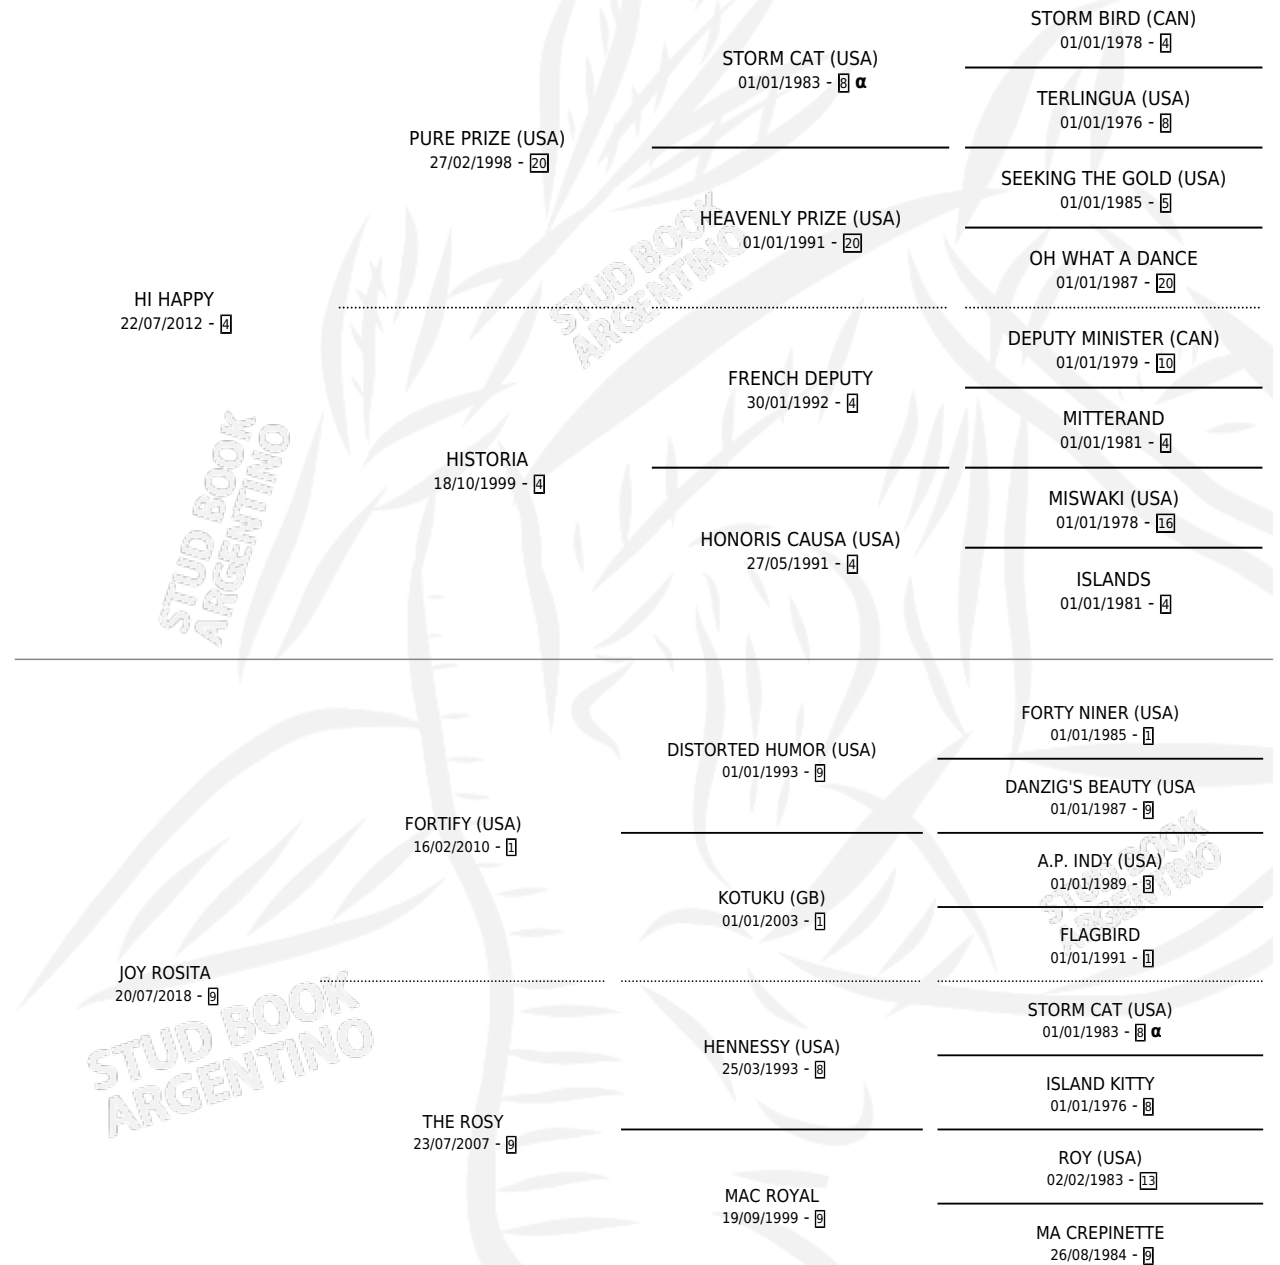 STORM BIRD (CAN)
01/01/1978 - 4
STORM CAT (USA)
01/01/1983 - 8 α
TERLINGUA (USA)
01/01/1976 - 8
PURE PRIZE (USA)
27/02/1998 - 20
SEEKING THE GOLD (USA)
01/01/1985 - 5
HEAVENLY PRIZE (USA)
01/01/1991 - 20
OH WHAT A DANCE
01/01/1987 - 20
HI HAPPY
22/07/2012 - 4
DEPUTY MINISTER (CAN)
01/01/1979 - 10
FRENCH DEPUTY
30/01/1992 - 4
MITTERAND
01/01/1981 - 4
HISTORIA
18/10/1999 - 4
MISWAKI (USA)
01/01/1978 - 16
HONORIS CAUSA (USA)
27/05/1991 - 4
ISLANDS
01/01/1981 - 4
FORTY NINER (USA)
01/01/1985 - 1
DISTORTED HUMOR (USA)
01/01/1993 - 9
DANZIG'S BEAUTY (USA
01/01/1987 - 9
FORTIFY (USA)
16/02/2010 - 1
A.P. INDY (USA)
01/01/1989 - 3
KOTUKU (GB)
01/01/2003 - 1
FLAGBIRD
01/01/1991 - 1
JOY ROSITA
20/07/2018 - 9
STORM CAT (USA)
01/01/1983 - 8 α
HENNESSY (USA)
25/03/1993 - 8
ISLAND KITTY
01/01/1976 - 8
THE ROSY
23/07/2007 - 9
ROY (USA)
02/02/1983 - 13
MAC ROYAL
19/09/1999 - 9
MA CREPINETTE
26/08/1984 - 9
STUD BOOK
ARGENTINO
STUD BOOK
ARGENTINO
STUD BOOK
ARGENTINO
STUD BOOK
ARGENTINO